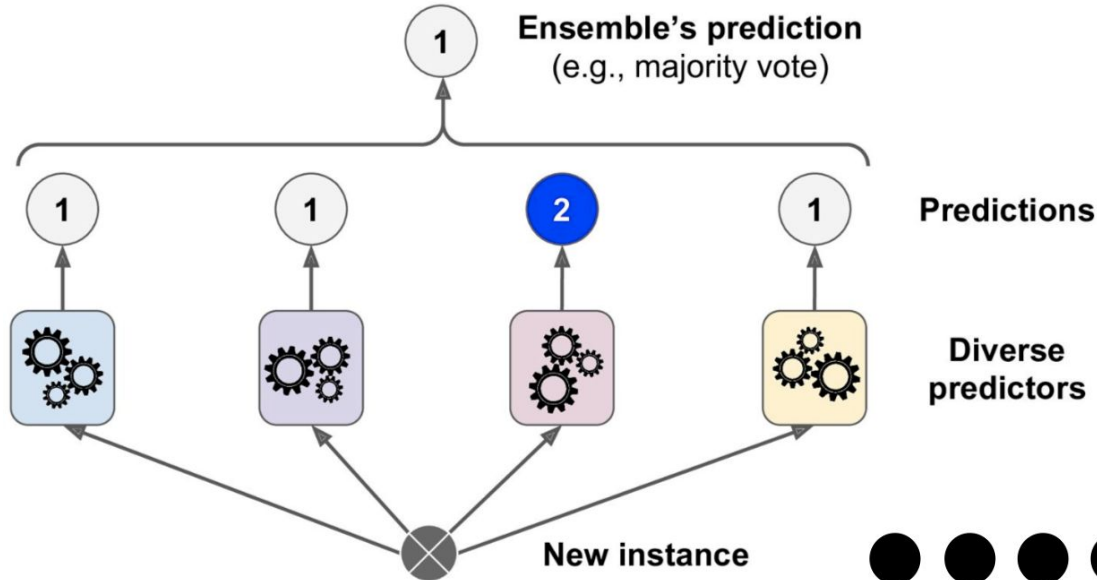 1
Ensemble’s prediction
(e.g., majority vote)
1
1
2
1
Predictions
Diverse
predictors
New instance